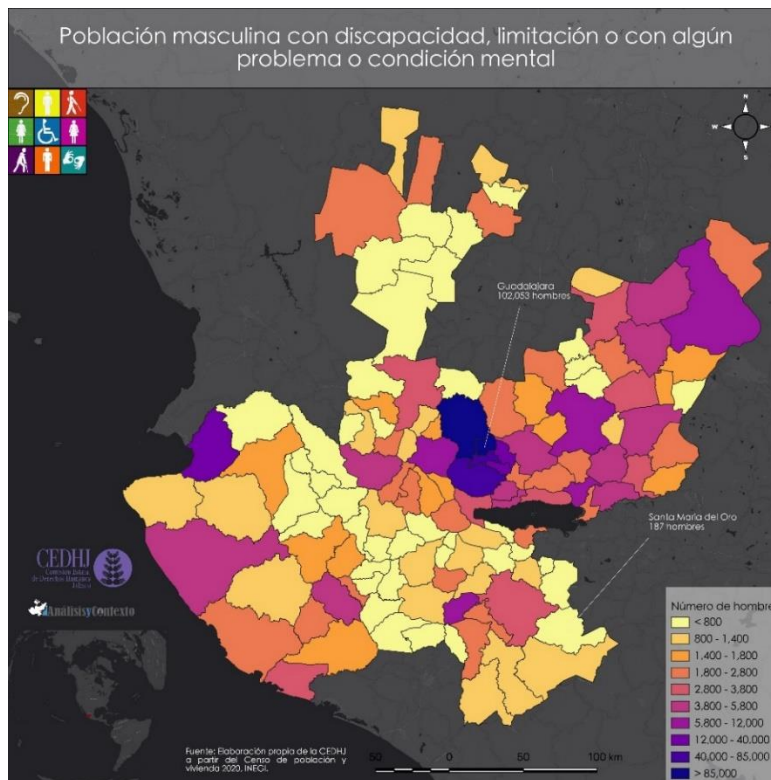 Población masculina con discapacidad, limitación o con algún
problema o condición mental
N
W
E
S
Guadalajara
102,053 hombres
Santa María del Oro
187 hombres
CEDHJ
Comisión Estatal
de Derechos Humanos
Jalisco
AnálisisyContexto
Número de hombre
< 800
800 - 1,400
1,400 - 1,800
1,800 - 2,800
2,800 - 3,800
3,800 - 5,800
5,800 - 12,000
12,000 - 40,000
40,000 - 85,000
> 85,000
Fuente: Elaboración propia de la CEDHJ
a partir del Censo de población y
vivienda 2020, INEGI.
50 0 50 100 km